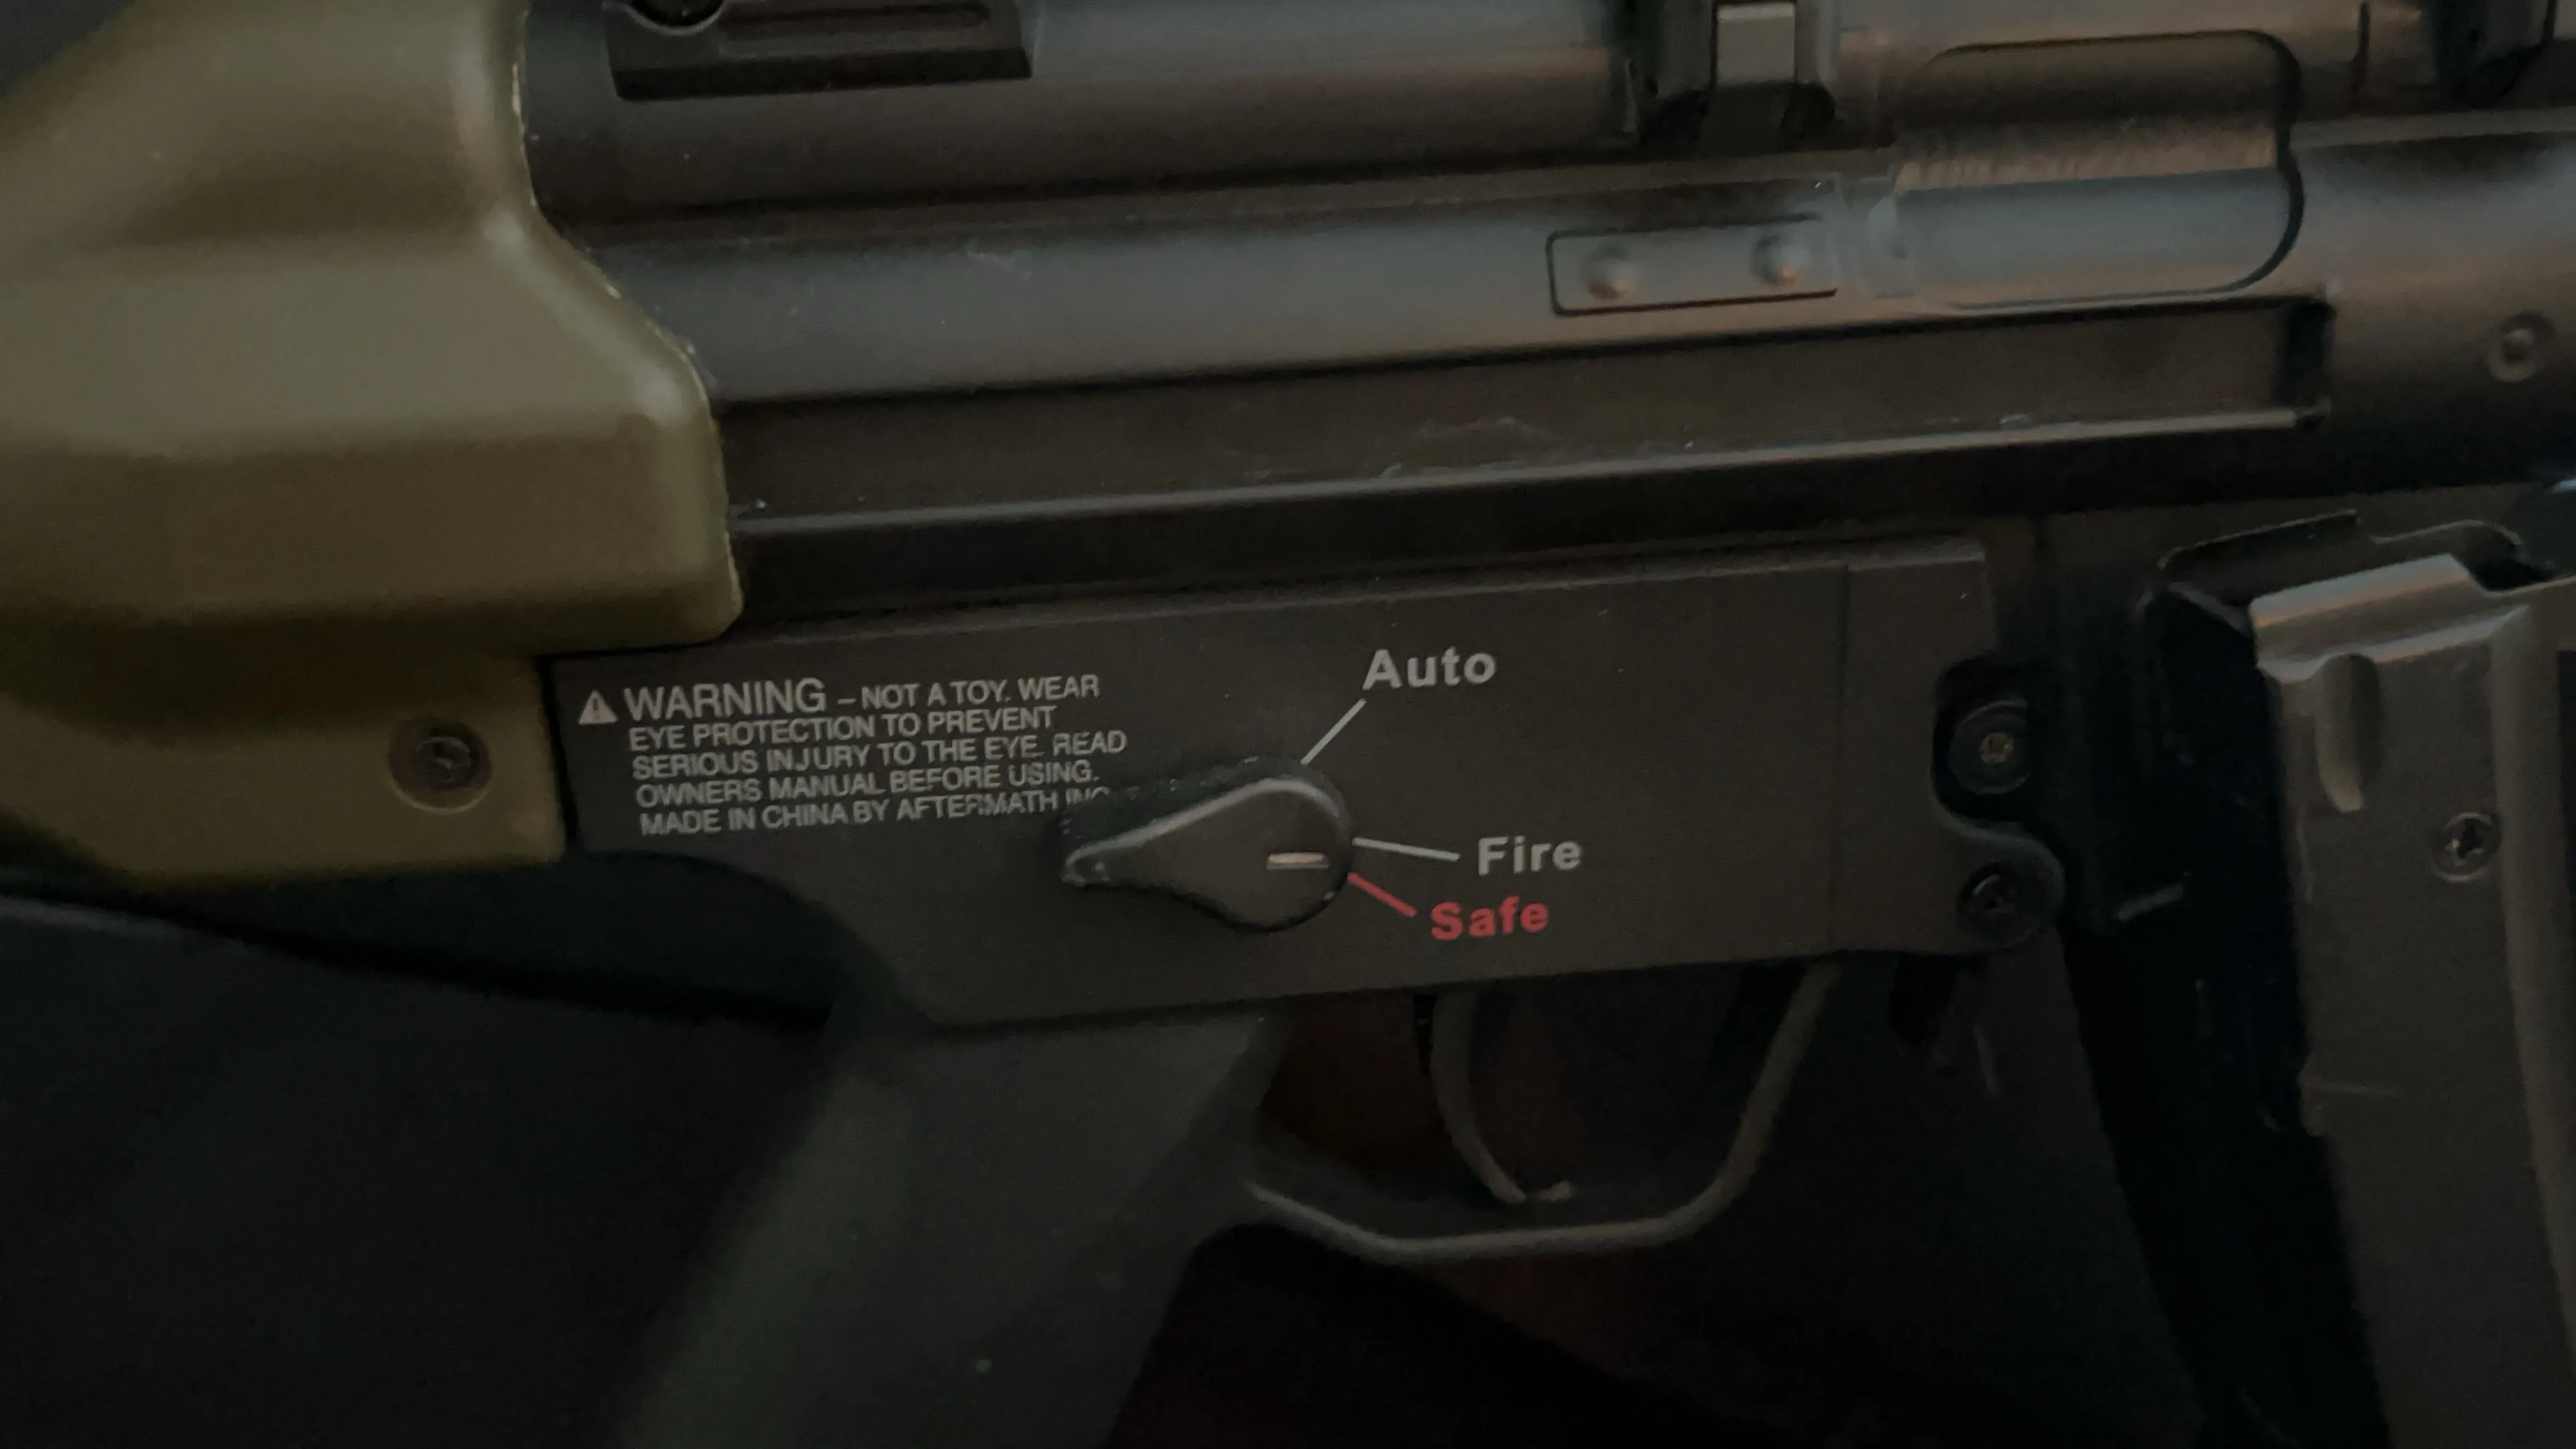 WARNING – NOT A TOY. WEAR
EYE PROTECTION TO PREVENT
SERIOUS INJURY TO THE EYE. READ
OWNERS MANUAL BEFORE USING.
MADE IN CHINA BY AFTERMATH INC
Auto
Fire
Safe